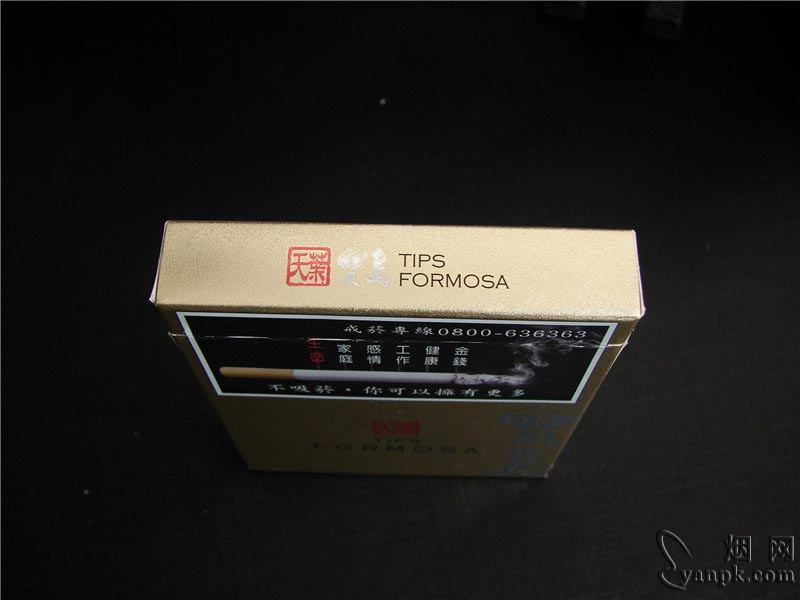 天葉 寶島 TIPS
FORMOSA
戒菸專線0800-636363
生命 家庭 感情 工作 健康 金錢
不吸菸，你可以擁有更多
TIPS
FORMOSA
烟网
yanpk.com